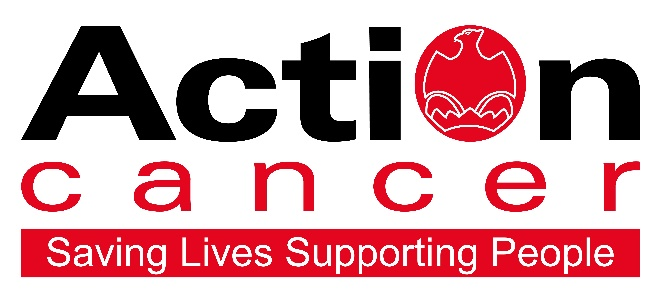 Action
cancer
Saving Lives Supporting People